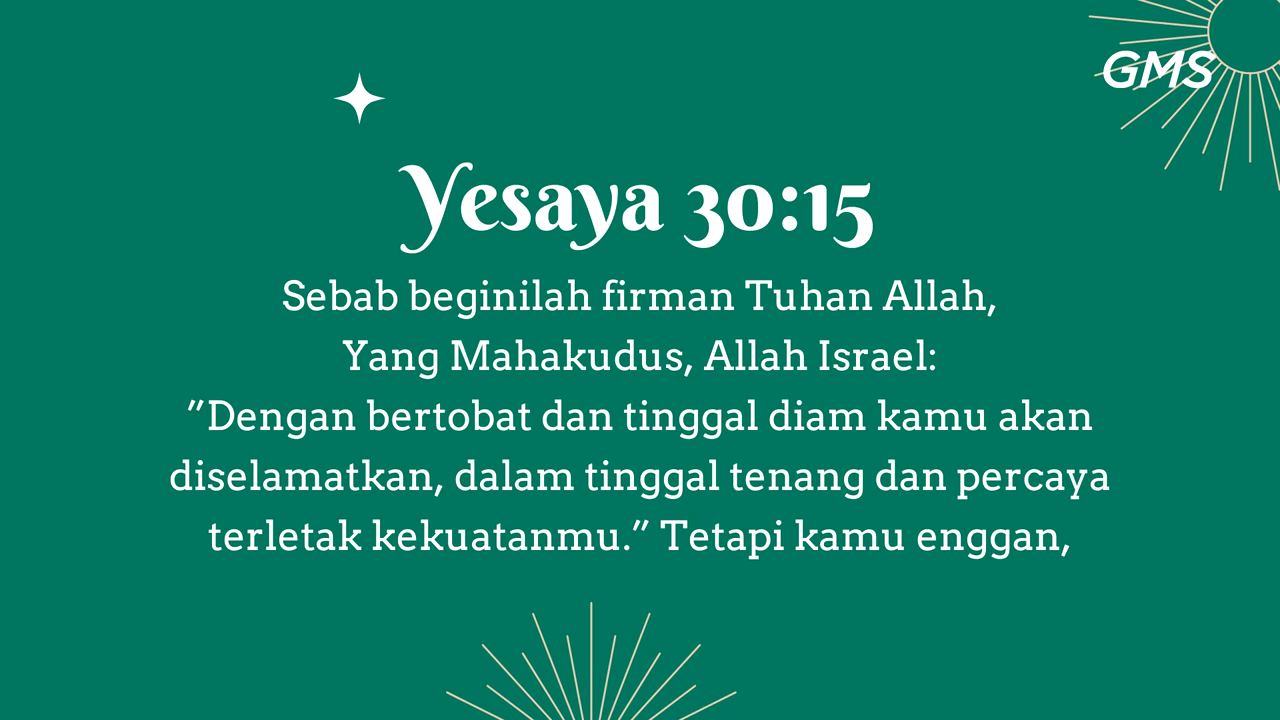 GMS
Yesaya 30:15
Sebab beginilah firman Tuhan Allah,
Yang Mahakudus, Allah Israel:
"Dengan bertobat dan tinggal diam kamu akan
diselamatkan, dalam tinggal tenang dan percaya
terletak kekuatanmu." Tetapi kamu enggan,